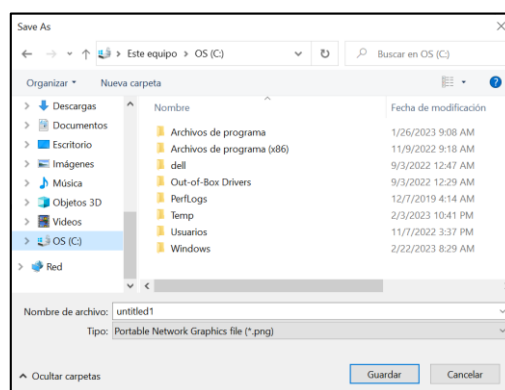 Save As
Este equipo > OS (C:)
Buscar en OS (C:)
Organizar
Nueva carpeta
Descargas
Documentos
Escritorio
Imágenes
Música
Objetos 3D
Videos
OS (C:)
Red
Nombre
Fecha de modificación
Archivos de programa
1/26/2023 9:08 AM
Archivos de programa (x86)
11/9/2022 9:18 AM
dell
9/3/2022 12:47 AM
Out-of-Box Drivers
9/3/2022 12:29 AM
PerfLogs
12/7/2019 4:14 AM
Temp
2/3/2023 10:41 PM
Usuarios
11/7/2022 3:37 PM
Windows
2/22/2023 8:29 AM
Nombre de archivo: untitled1
Tipo: Portable Network Graphics file (*.png)
Ocultar carpetas
Guardar
Cancelar